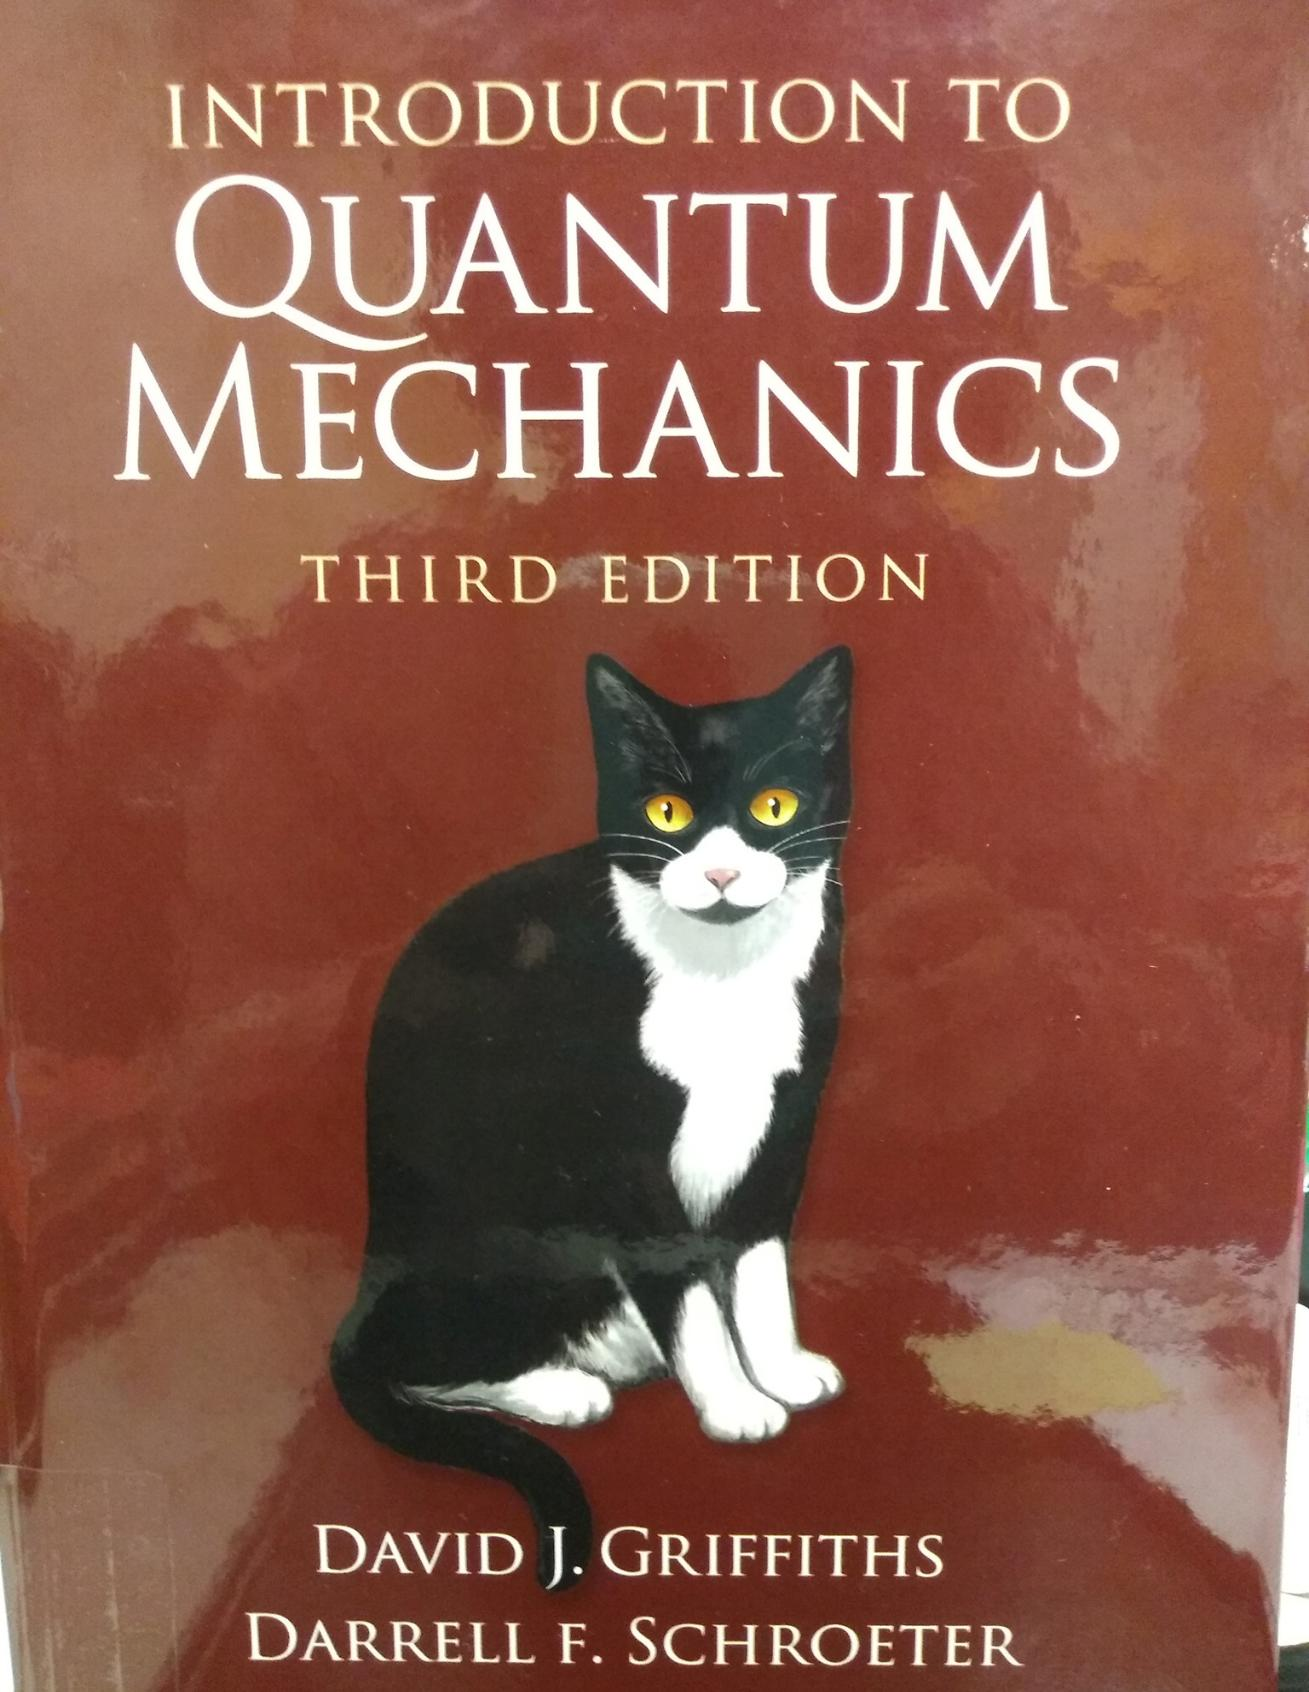 INTRODUCTION TO
QUANTUM
MECHANICS
THIRD EDITION
DAVID J. GRIFFITHS
DARRELL F. SCHROETER